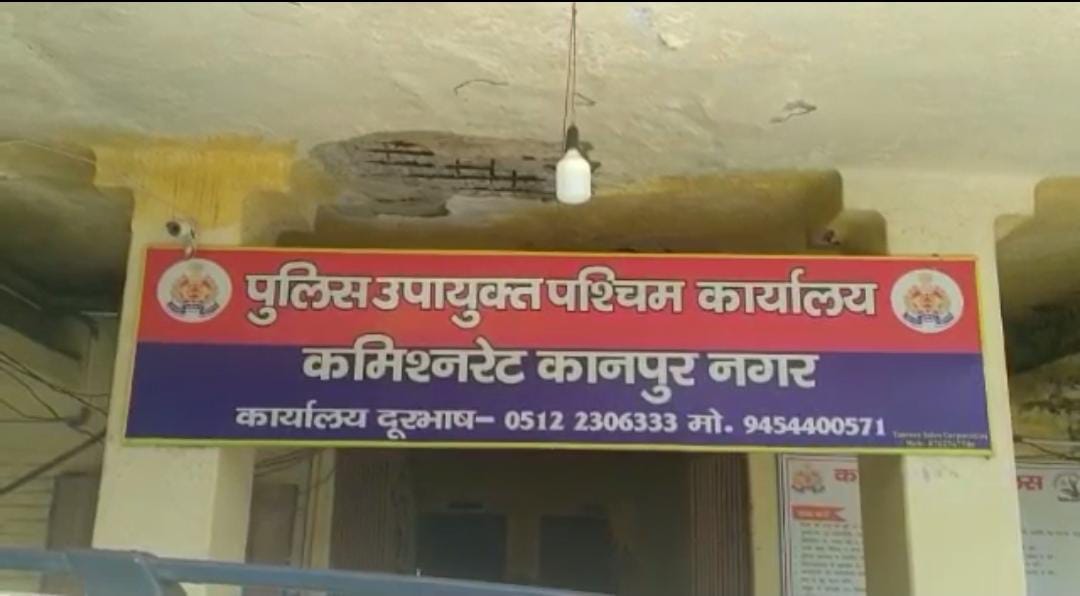 पुलिस उपायुक्त पश्चिम कार्यालय
कमिश्नरेट कानपुर नगर
कार्यालय दूरभाष- 0512 2306333 मो. 9454400571